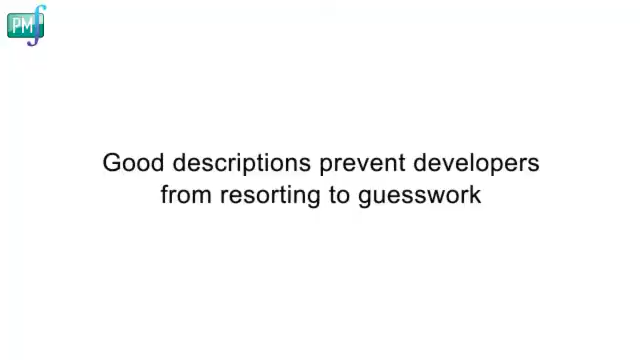 PMf
Good descriptions prevent developers
from resorting to guesswork